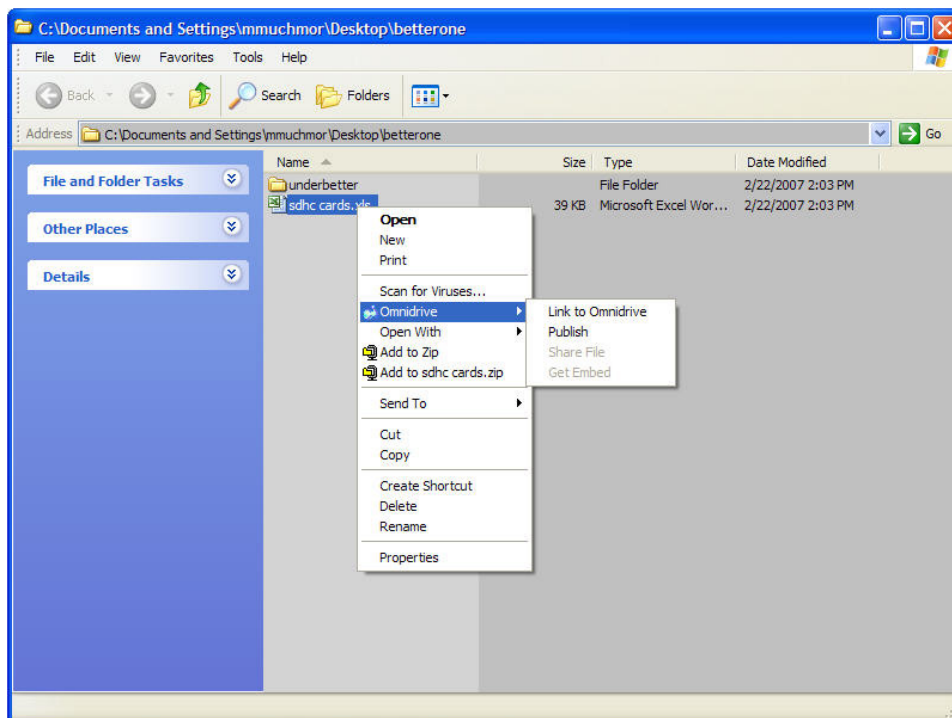 C:\Documents and Settings\mmuchmor\Desktop\betterone
File Edit View Favorites Tools Help
Back Search Folders
Address C:\Documents and Settings\mmuchmor\Desktop\betterone Go
Name Size Type Date Modified
File and Folder Tasks
Other Places
Details
underbetter File Folder 2/22/2007 2:03 PM
sdhc cards.xls 39 KB Microsoft Excel Wor... 2/22/2007 2:03 PM
Open
New
Print
Scan for Viruses...
Omnidrive
Open With
Add to Zip
Add to sdhc cards.zip
Send To
Cut
Copy
Create Shortcut
Delete
Rename
Properties
Link to Omnidrive
Publish
Share File
Get Embed